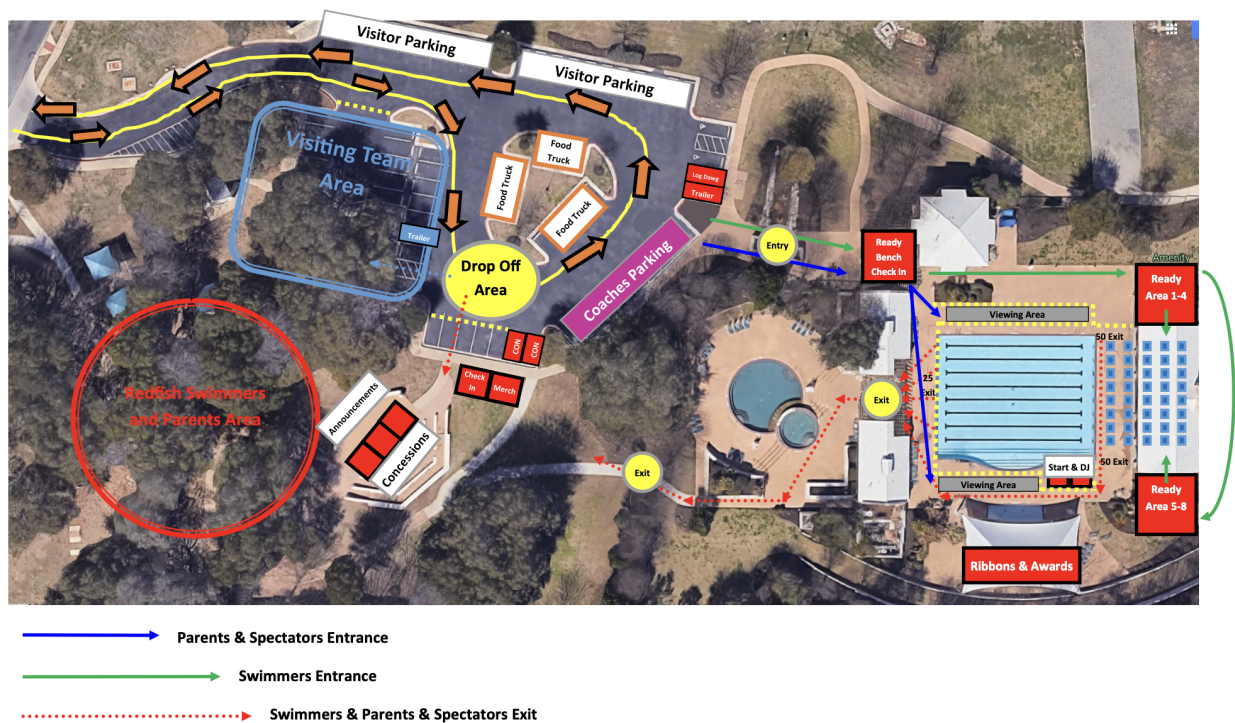 Visitor Parking
Visitor Parking
Visiting Team
Area
Food
Truck
Food Truck
Food Truck
Log Dawg
Trailer
Trailer
Entry
Ready
Bench
Check In
Drop Off
Area
Coaches Parking
Amenity
Ready
Area 1-4
Viewing Area
50 Exit
CON
CON
Check
In
Merch
25
Exit
Exit
Redfish Swimmers
and Parents Area
Announcements
Concessions
Exit
Start & DJ
50 Exit
Viewing Area
Ready
Area 5-8
Ribbons & Awards
Parents & Spectators Entrance
Swimmers Entrance
Swimmers & Parents & Spectators Exit